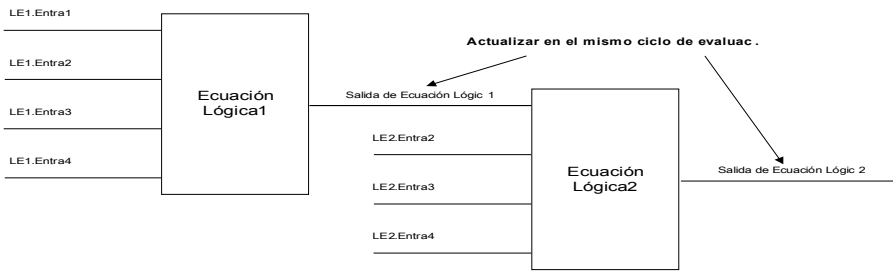 LE1.Entra1
LE1.Entra2
LE1.Entra3
LE1.Entra4
Ecuación
Lógica1
Actualizar en el mismo ciclo de evaluac .
Salida de Ecuación Lógic 1
LE2.Entra2
LE2.Entra3
LE2.Entra4
Ecuación
Lógica2
Salida de Ecuación Lógic 2